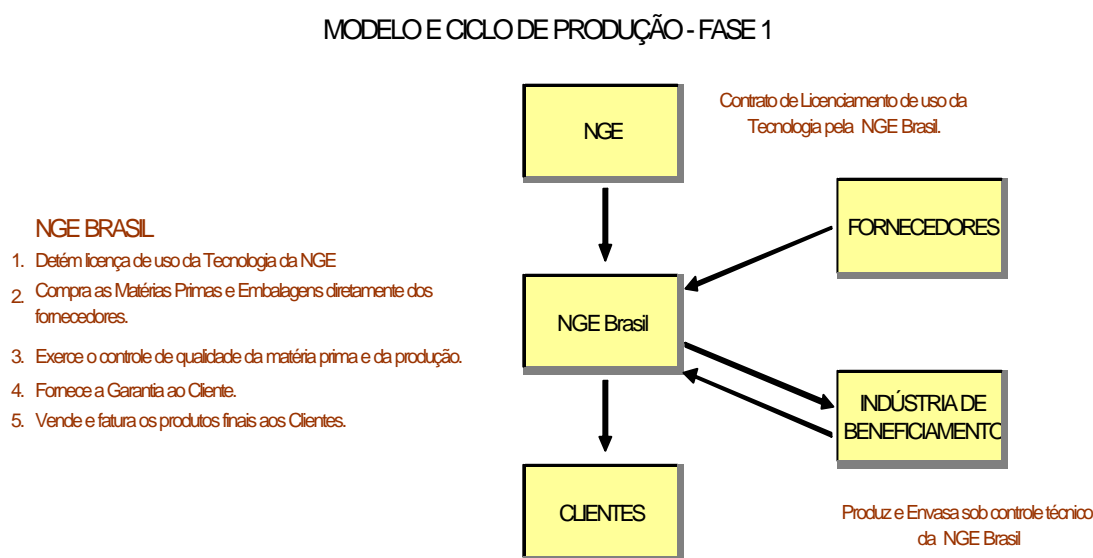 MODELO E CICLO DE PRODUÇÃO - FASE 1
NGE
Contrato de Licenciamento de uso da
Tecnologia pela NGE Brasil.
FORNECEDORES
NGE BRASIL
1. Detém licença de uso da Tecnologia da NGE
2. Compra as Matérias Primas e Embalagens diretamente dos
fornecedores.
3. Exerce o controle de qualidade da matéria prima e da produção.
4. Fornece a Garantia ao Cliente.
5. Vende e fatura os produtos finais aos Clientes.
NGE Brasil
INDÚSTRIA DE
BENEFICIAMENTO
CLIENTES
Produz e Envasa sob controle técnico
da NGE Brasil